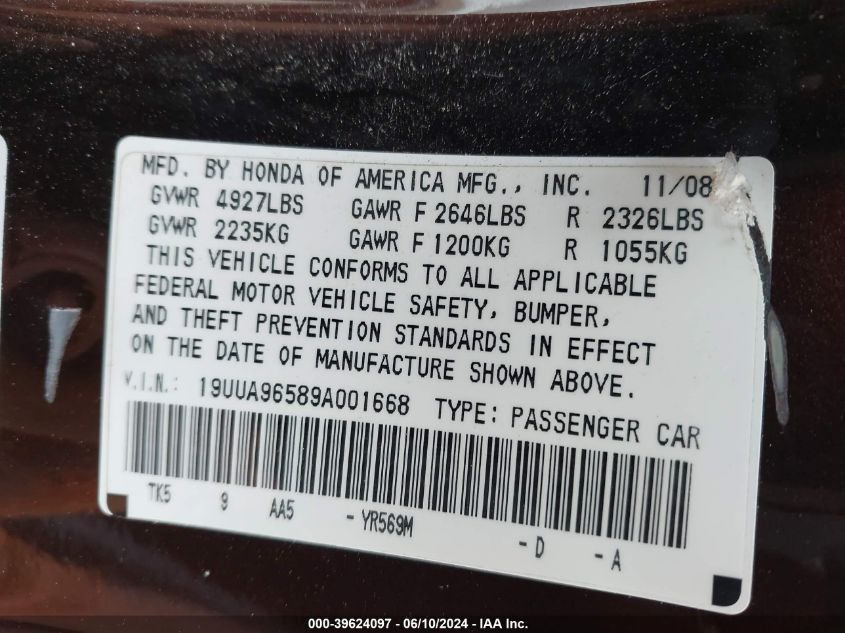 MFD. BY HONDA OF AMERICA MFG., INC. 11/08
GVWR 4927LBS GAWR F 2646LBS R 2326LBS
GVWR 2235KG GAWR F 1200KG R 1055KG
THIS VEHICLE CONFORMS TO ALL APPLICABLE
FEDERAL MOTOR VEHICLE SAFETY, BUMPER,
AND THEFT PREVENTION STANDARDS IN EFFECT
ON THE DATE OF MANUFACTURE SHOWN ABOVE.
V.I.N.: 19UUA96589A001668 TYPE: PASSENGER CAR
TK5 9 AA5 - YR569M - D - A
000-39624097 - 06/10/2024 - IAA Inc.